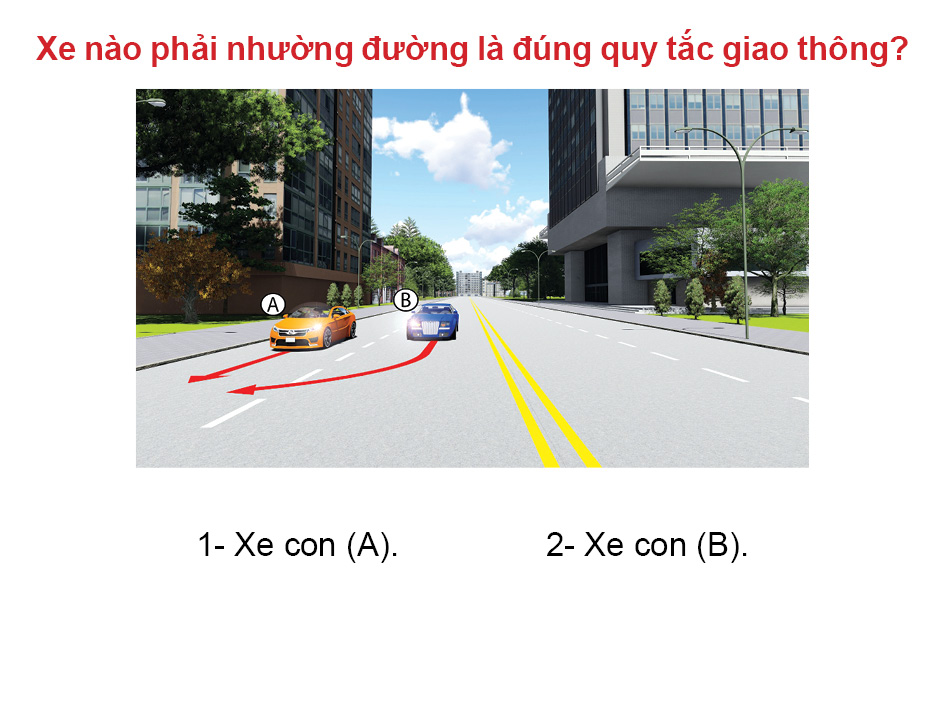 Xe nào phải nhường đường là đúng quy tắc giao thông?
A
B
1- Xe con (A). 2- Xe con (B).